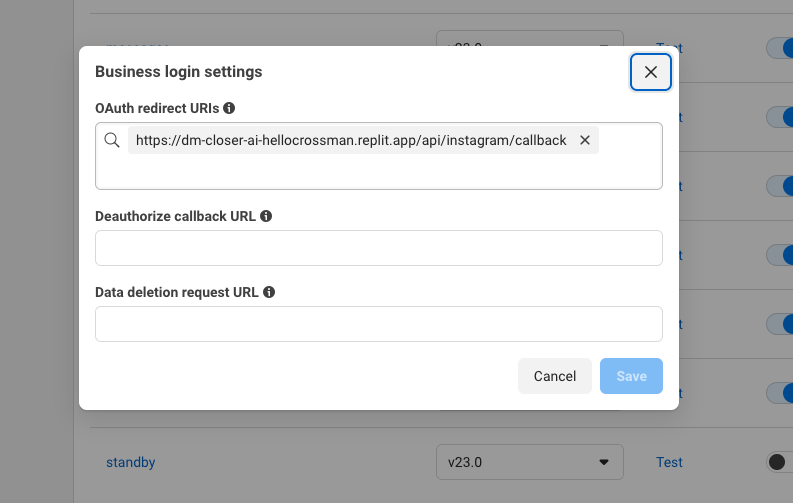 Business login settings
OAuth redirect URIs
https://dm-closer-ai-hellocrossman.replit.app/api/instagram/callback
Deauthorize callback URL
Data deletion request URL
Cancel Save
standby v23.0 Test